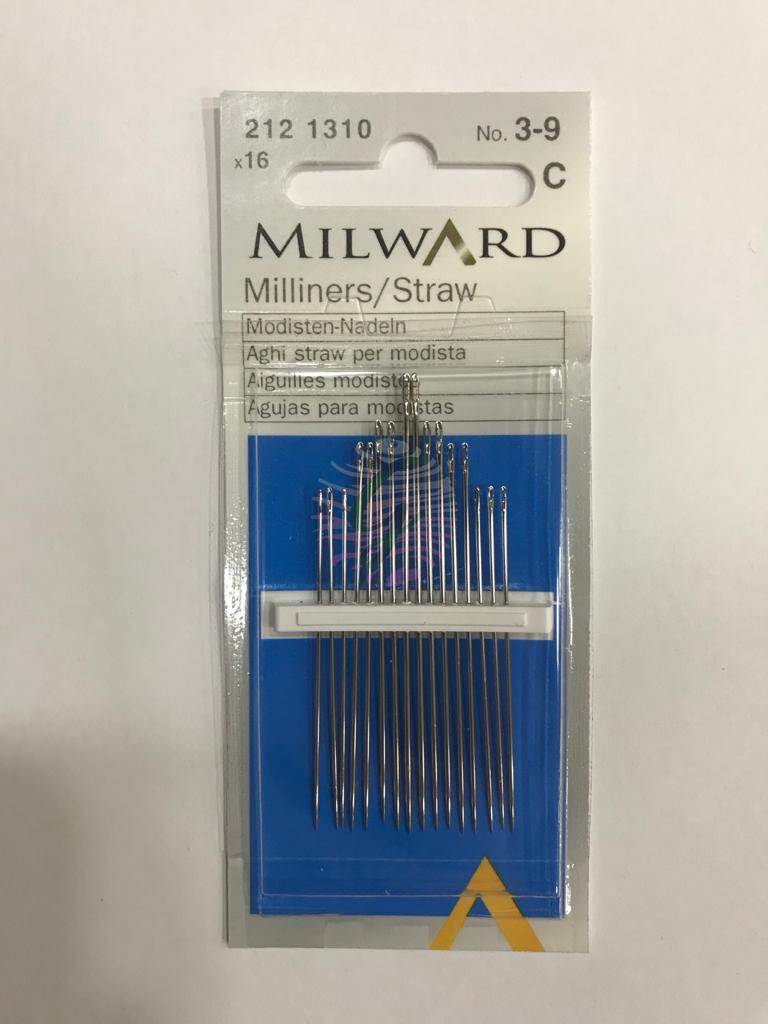 212 1310
No. 3-9
x16
C
MILWARD
Milliners/Straw
Modisten-Nadeln
Aghi straw per modista
Aiguilles modistes
Agujas para modistas